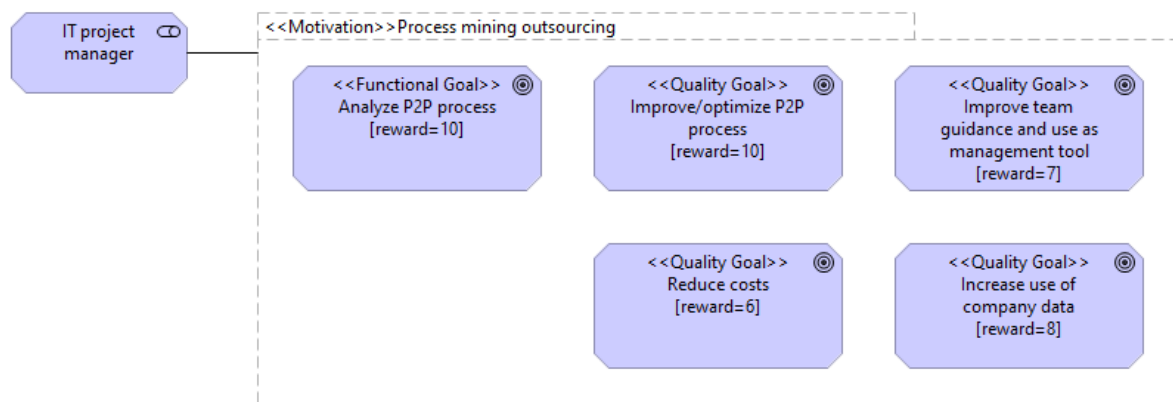 IT project
manager
<<Motivation>>Process mining outsourcing
<<Functional Goal>>
Analyze P2P process
[reward=10]
<<Quality Goal>>
Improve/optimize P2P
process
[reward=10]
<<Quality Goal>>
Improve team
guidance and use as
management tool
[reward=7]
<<Quality Goal>>
Reduce costs
[reward=6]
<<Quality Goal>>
Increase use of
company data
[reward=8]